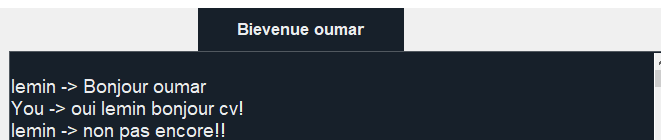 Bievenue oumar
lemin -> Bonjour oumar
You -> oui lemin bonjour cv!
lemin -> non pas encore!!